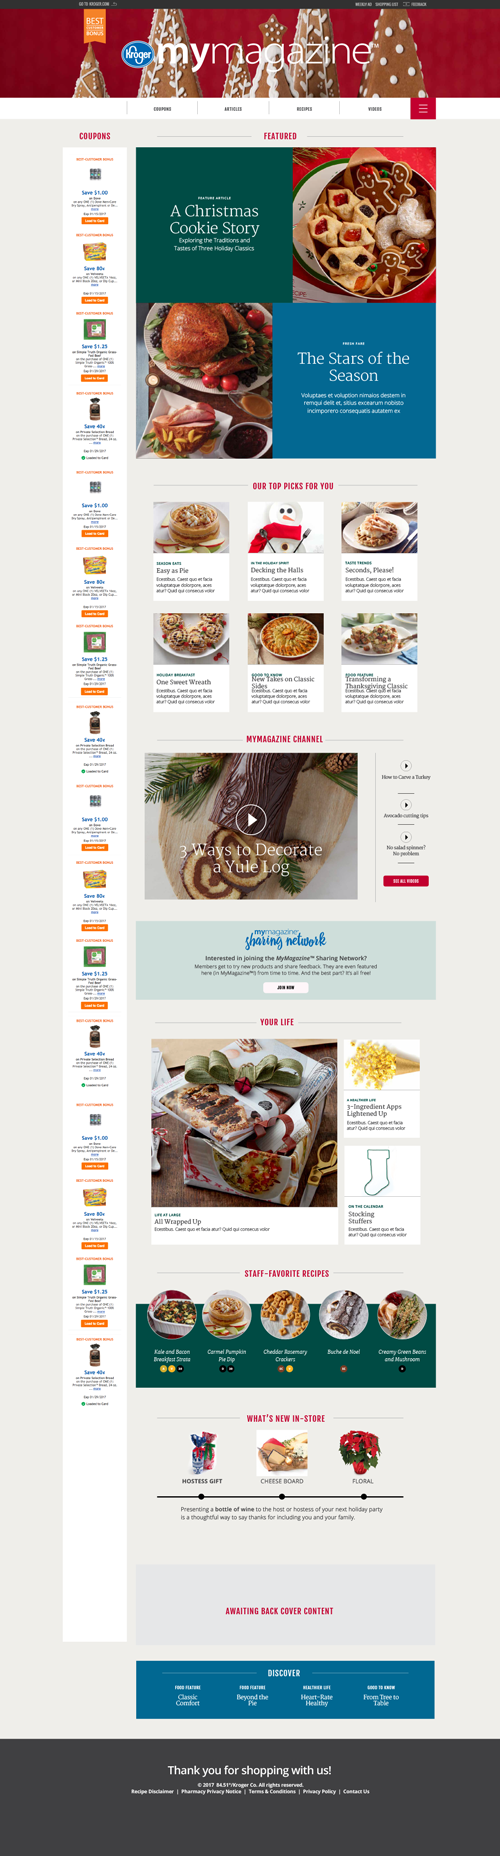 GO TO KROGER.COM
WEEKLY AD
SHOPPING LIST
FEEDBACK
BEST
CUSTOMER
BONUS
Kroger
mymagazine™
COUPONS
ARTICLES
RECIPES
VIDEOS
COUPONS
BEST CUSTOMER BONUS
Save $1.00
Load to Card
BEST CUSTOMER BONUS
Save 80¢
Load to Card
BEST CUSTOMER BONUS
Save $1.25
Load to Card
BEST CUSTOMER BONUS
Save 40¢
Loaded to Card
BEST CUSTOMER BONUS
Save $1.00
Load to Card
BEST CUSTOMER BONUS
Save 80¢
Load to Card
BEST CUSTOMER BONUS
Save $1.25
Load to Card
BEST CUSTOMER BONUS
Save 40¢
Loaded to Card
BEST CUSTOMER BONUS
Save $1.00
Load to Card
BEST CUSTOMER BONUS
Save 80¢
Load to Card
BEST CUSTOMER BONUS
Save $1.25
Load to Card
BEST CUSTOMER BONUS
Save 40¢
Loaded to Card
BEST CUSTOMER BONUS
Save $1.00
Load to Card
BEST CUSTOMER BONUS
Save 80¢
Load to Card
BEST CUSTOMER BONUS
Save $1.25
Load to Card
BEST CUSTOMER BONUS
Save 40¢
Loaded to Card
FEATURED
FEATURE ARTICLE
A Christmas
Cookie Story
Exploring the Traditions and
Tastes of Three Holiday Classics
FRESH FARE
The Stars of the
Season
Voluptaes et voluption nimaios destem in
remqui delit et, sitius excearum nobisto
incimporero consequatis autatem ex
OUR TOP PICKS FOR YOU
SEASON EATS
Easy as Pie
Ecestibus. Caest quo et facia
voluptatque dolorpore, aces
atur? Quid qui consecus volor
IN THE HOLIDAY SPIRIT
Decking the Halls
Ecestibus. Caest quo et facia
voluptatque dolorpore, aces
atur? Quid qui consecus volor
TASTE TRENDS
Seconds, Please!
Ecestibus. Caest quo et facia
voluptatque dolorpore, aces
atur? Quid qui consecus volor
HOLIDAY BREAKFAST
One Sweet Wreath
Ecestibus. Caest quo et facia
voluptatque dolorpore, aces
atur? Quid qui consecus volor
GOOD TO KNOW
New Takes on Classic
Sides
Ecestibus. Caest quo et facia
voluptatque dolorpore, aces
atur? Quid qui consecus volor
FOOD FEATURE
Transforming a
Thanksgiving Classic
Ecestibus. Caest quo et facia
voluptatque dolorpore, aces
atur? Quid qui consecus volor
MYMAGAZINE CHANNEL
3 Ways to Decorate
a Yule Log
How to Carve a Turkey
Avocado cutting tips
No salad spinner?
No problem
SEE ALL VIDEOS
mymagazine
sharing network
Interested in joining the MyMagazine™ Sharing Network?
Members get to try new products and share feedback. They are even featured
here (in MyMagazine™) from time to time. And the best part? It's all free!
JOIN NOW
YOUR LIFE
LIFE AT LARGE
All Wrapped Up
Ecestibus. Caest quo et facia atur? Quid qui consecus volor
A HEALTHIER LIFE
3-Ingredient Apps
Lightened Up
Ecestibus. Caest quo et facia
atur? Quid qui consecus volor
ON THE CALENDAR
Stocking
Stuffers
Ecestibus. Caest quo et facia
atur? Quid qui consecus volor
STAFF-FAVORITE RECIPES
Kale and Bacon
Breakfast Strata
Carmel Pumpkin
Pie Dip
Cheddar Rosemary
Crackers
Buche de Noel
Creamy Green Beans
and Mushroom
WHAT'S NEW IN-STORE
HOSTESS GIFT
CHEESE BOARD
FLORAL
Presenting a bottle of wine to the host or hostess of your next holiday party
is a thoughtful way to say thanks for including you and your family.
AWAITING BACK COVER CONTENT
DISCOVER
FOOD FEATURE
Classic
Comfort
FOOD FEATURE
Beyond the
Pie
HEALTHIER LIFE
Heart-Rate
Healthy
GOOD TO KNOW
From Tree to
Table
Thank you for shopping with us!
© 2017 84.51°/Kroger Co. All rights reserved.
Recipe Disclaimer | Pharmacy Privacy Notice | Terms & Conditions | Privacy Policy | Contact Us